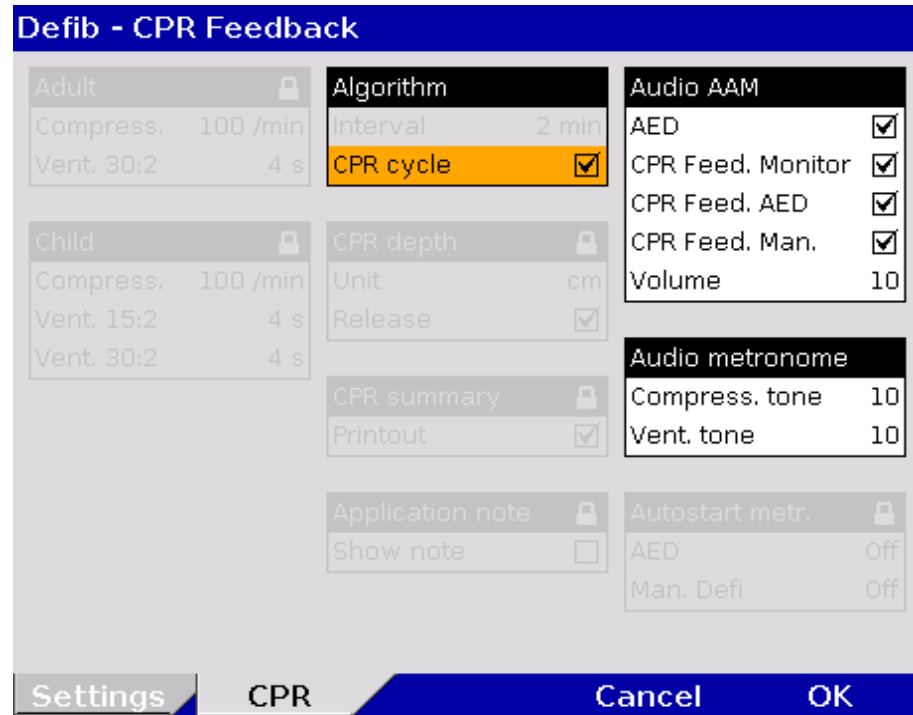 Defib - CPR Feedback
Adult
Compress. 100 /min
Vent. 30:2 4 s
Child
Compress. 100 /min
Vent. 15:2 4 s
Vent. 30:2 4 s
Algorithm
Interval 2 min
CPR cycle
CPR depth
Unit cm
Release
CPR summary
Printout
Application note
Show note
Audio AAM
AED
CPR Feed. Monitor
CPR Feed. AED
CPR Feed. Man.
Volume 10
Audio metronome
Compress. tone 10
Vent. tone 10
Autostart metr.
AED Off
Man. Defi Off
Settings CPR Cancel OK